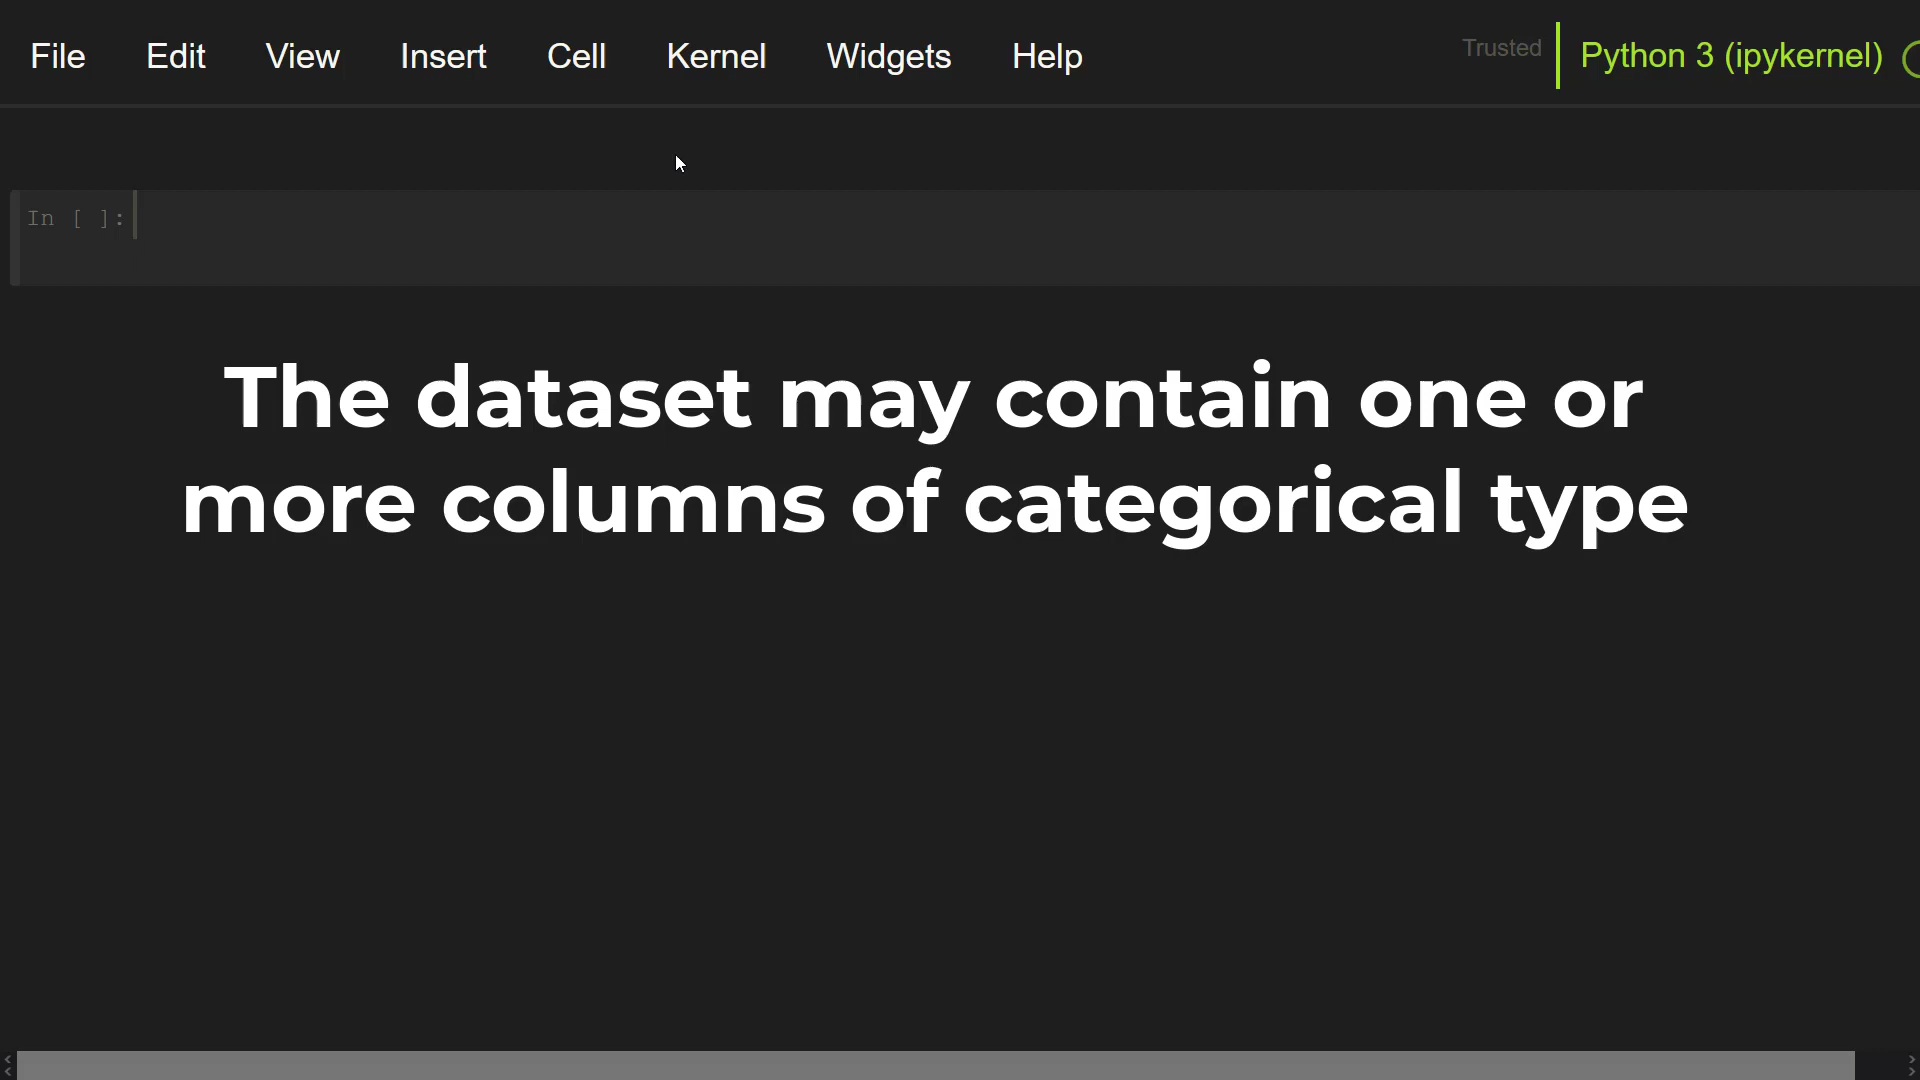 File Edit View Insert Cell Kernel Widgets Help Trusted Python 3 (ipykernel)
In [ ]:
The dataset may contain one or
more columns of categorical type